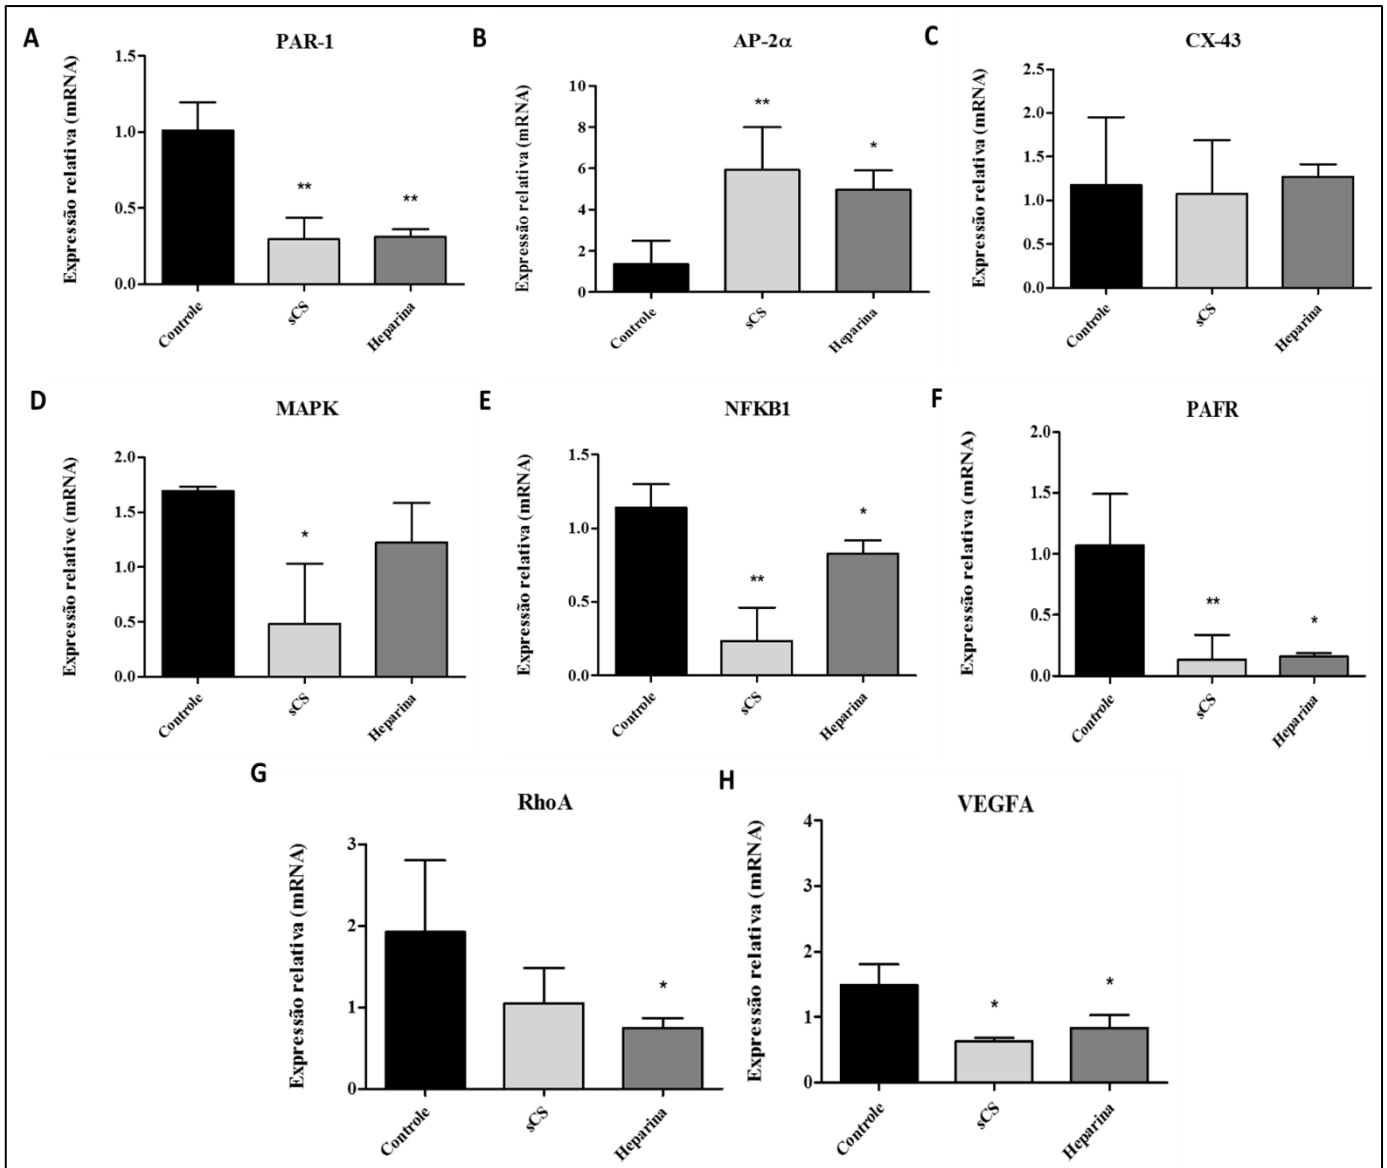 A
PAR-1
Expressão relativa (mRNA)
1.5
1.0
0.5
0.0
**
**
Controle
sCS
Heparina
B
AP-2α
Expressão relativa (mRNA)
10
8
6
4
2
0
**
*
Controle
sCS
Heparina
C
CX-43
Expressão relativa (mRNA)
2.5
2.0
1.5
1.0
0.5
0.0
Controle
sCS
Heparina
D
MAPK
Expressão relative (mRNA)
2.0
1.5
1.0
0.5
0.0
*
Controle
sCS
Heparina
E
NFKB1
Expressão relativa (mRNA)
1.5
1.0
0.5
0.0
**
*
Controle
sCS
Heparina
F
PAFR
Expressão relativa (mRNA)
2.0
1.5
1.0
0.5
0.0
**
*
Controle
sCS
Heparina
G
RhoA
Expressão relativa (mRNA)
3
2
1
0
*
Controle
sCS
Heparina
H
VEGFA
Expressão relativa (mRNA)
4
3
2
1
0
*
*
Controle
sCS
Heparina